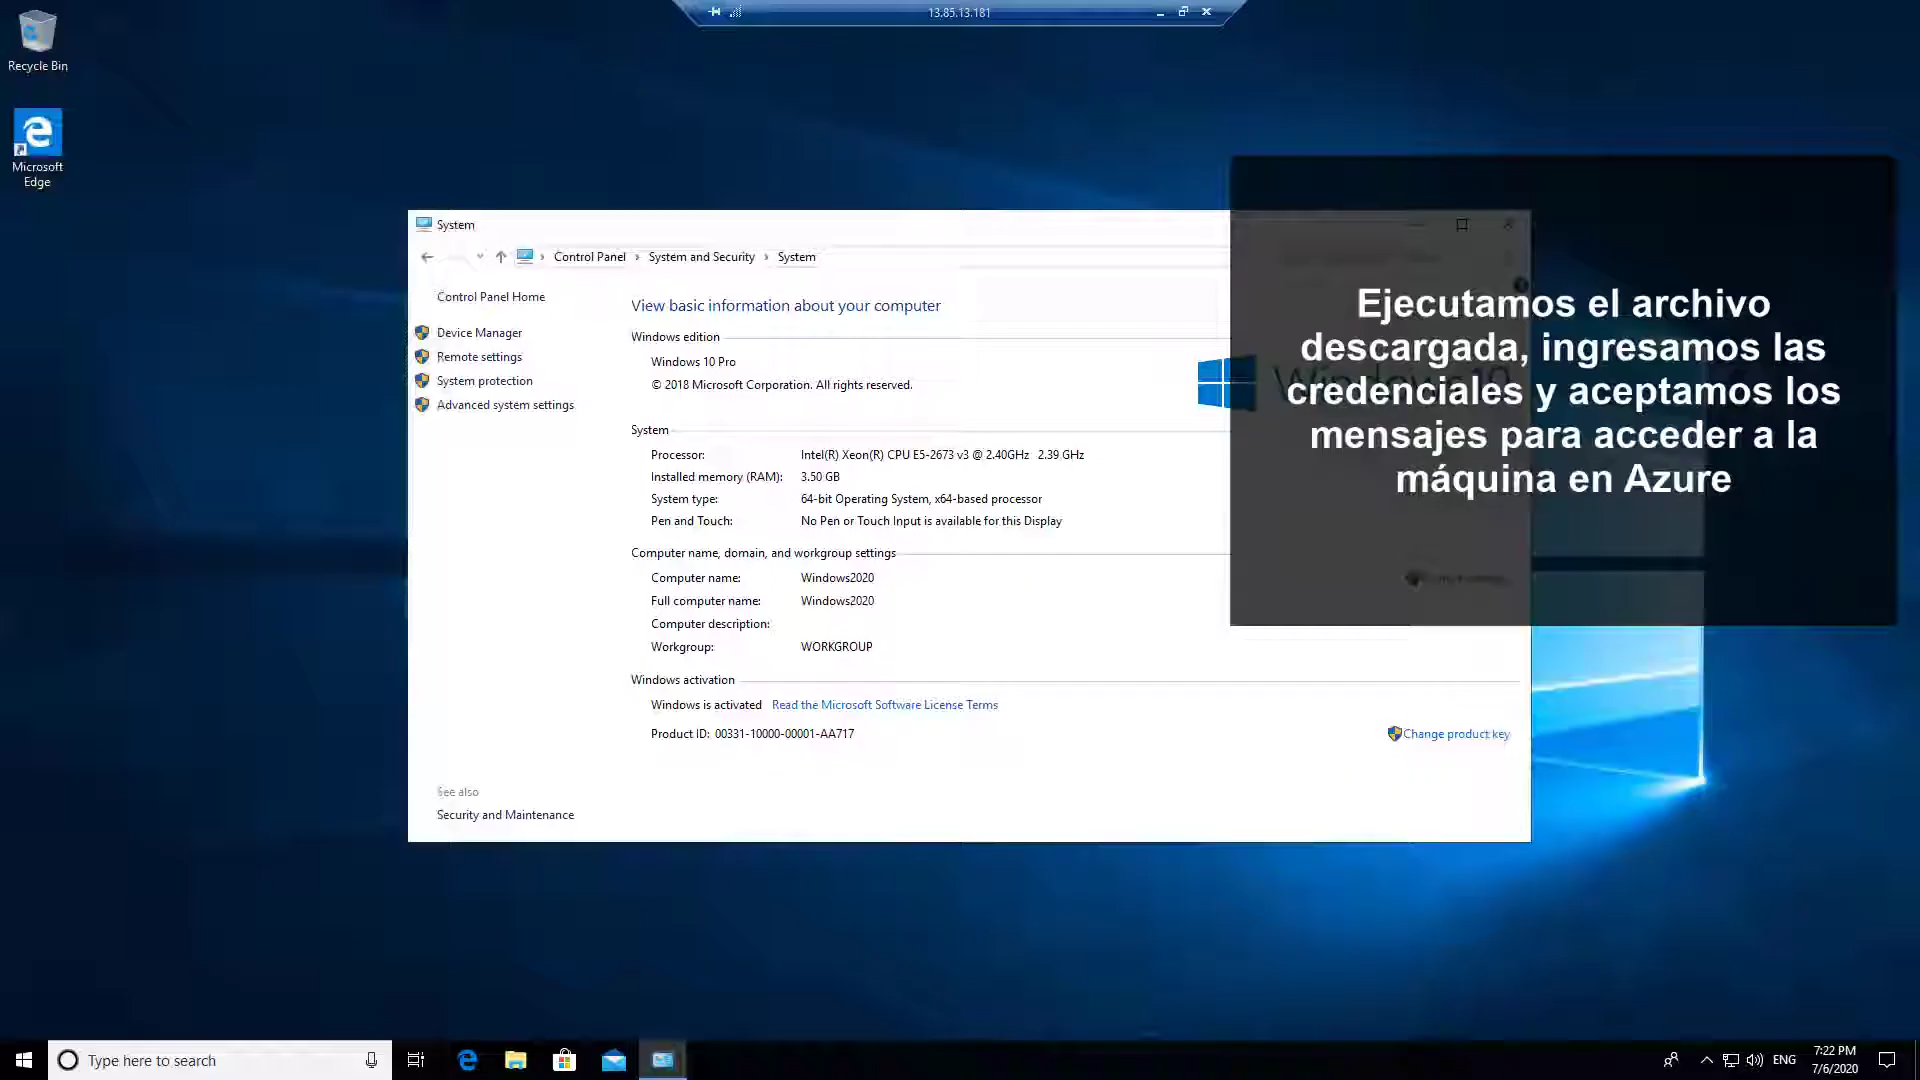 13.85.13.181
Recycle Bin
Microsoft
Edge
System
Control Panel › System and Security › System
Control Panel Home
Device Manager
Remote settings
System protection
Advanced system settings
See also
Security and Maintenance
View basic information about your computer
Windows edition
Windows 10 Pro
© 2018 Microsoft Corporation. All rights reserved.
Windows 10
System
Processor: Intel(R) Xeon(R) CPU E5-2673 v3 @ 2.40GHz 2.39 GHz
Installed memory (RAM): 3.50 GB
System type: 64-bit Operating System, x64-based processor
Pen and Touch: No Pen or Touch Input is available for this Display
Computer name, domain, and workgroup settings
Computer name: Windows2020
Full computer name: Windows2020
Computer description:
Workgroup: WORKGROUP
Windows activation
Windows is activated Read the Microsoft Software License Terms
Product ID: 00331-10000-00001-AA717
Change product key
Ejecutamos el archivo
descargada, ingresamos las
credenciales y aceptamos los
mensajes para acceder a la
máquina en Azure
Type here to search
ENG
7:22 PM
7/6/2020